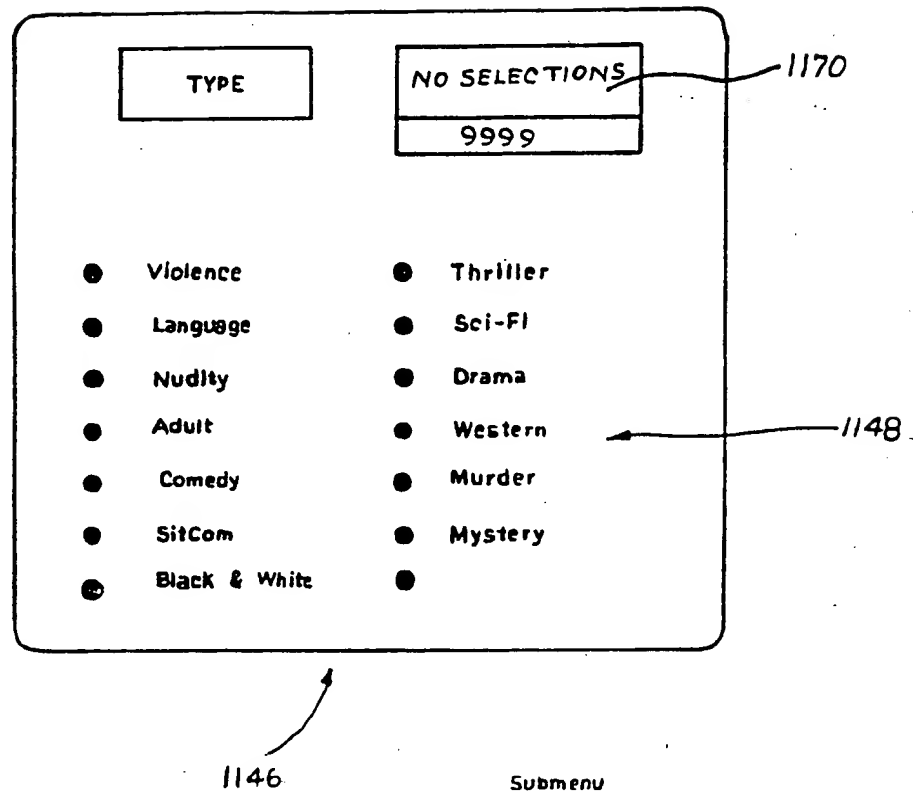 TYPE
NO SELECTIONS
1170
9999
Violence
Thriller
Language
Sci-Fi
Nudity
Drama
Adult
Western
1148
Comedy
Murder
SitCom
Mystery
Black & White
1146
Submenu